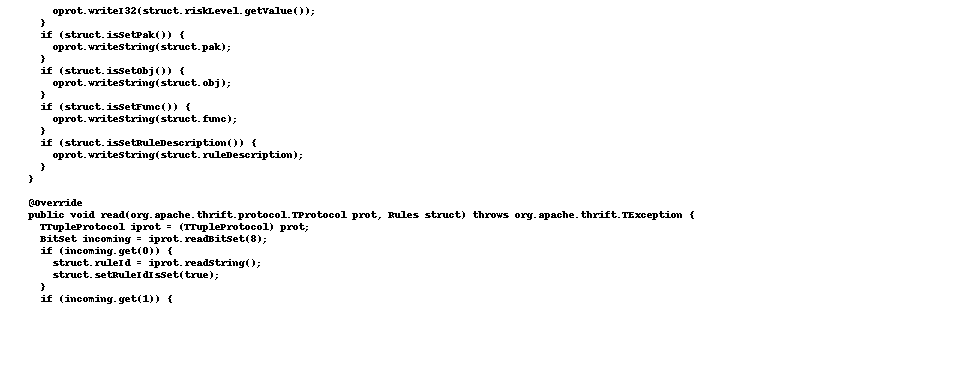 oprot.writeI32(struct.riskLevel.getValue());
}
if (struct.isSetPak()) {
oprot.writeString(struct.pak);
}
if (struct.isSetObj()) {
oprot.writeString(struct.obj);
}
if (struct.isSetFunc()) {
oprot.writeString(struct.func);
}
if (struct.isSetRuleDescription()) {
oprot.writeString(struct.ruleDescription);
}
}
@Override
public void read(org.apache.thrift.protocol.TProtocol prot, Rules struct) throws org.apache.thrift.TException {
TTupleProtocol iprot = (TTupleProtocol) prot;
BitSet incoming = iprot.readBitSet(8);
if (incoming.get(0)) {
struct.ruleId = iprot.readString();
struct.setRuleIdIsSet(true);
}
if (incoming.get(1)) {